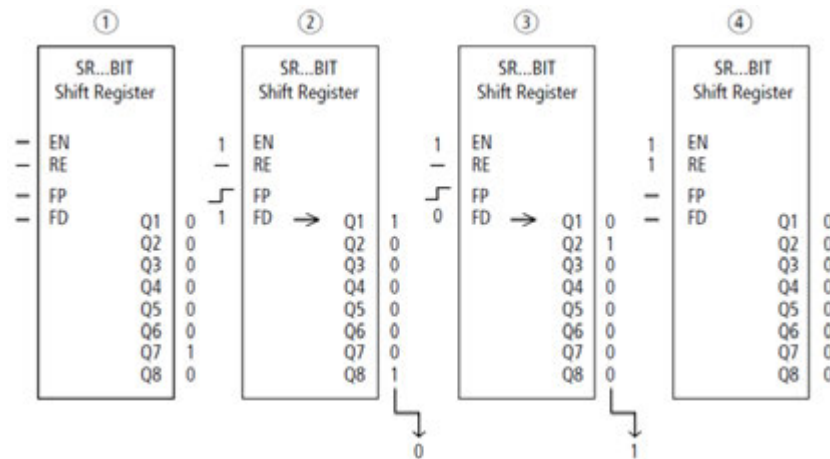 ① ② ③ ④
SR...BIT SR...BIT SR...BIT SR...BIT
Shift Register Shift Register Shift Register Shift Register
– EN 1 EN 1 EN 1 EN
– RE – RE – RE 1 RE
– FP FP FP – FP
– FD Q1 0 1 FD → Q1 1 0 FD → Q1 0 – FD Q1 0
Q2 0 Q2 0 Q2 1 Q2 0
Q3 0 Q3 0 Q3 0 Q3 0
Q4 0 Q4 0 Q4 0 Q4 0
Q5 0 Q5 0 Q5 0 Q5 0
Q6 0 Q6 0 Q6 0 Q6 0
Q7 1 Q7 0 Q7 0 Q7 0
Q8 0 Q8 1 Q8 0 Q8 0
0 1